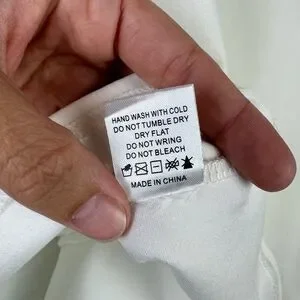 HAND WASH WITH COLD
DO NOT TUMBLE DRY
DRY FLAT
DO NOT WRING
DO NOT BLEACH
MADE IN CHINA